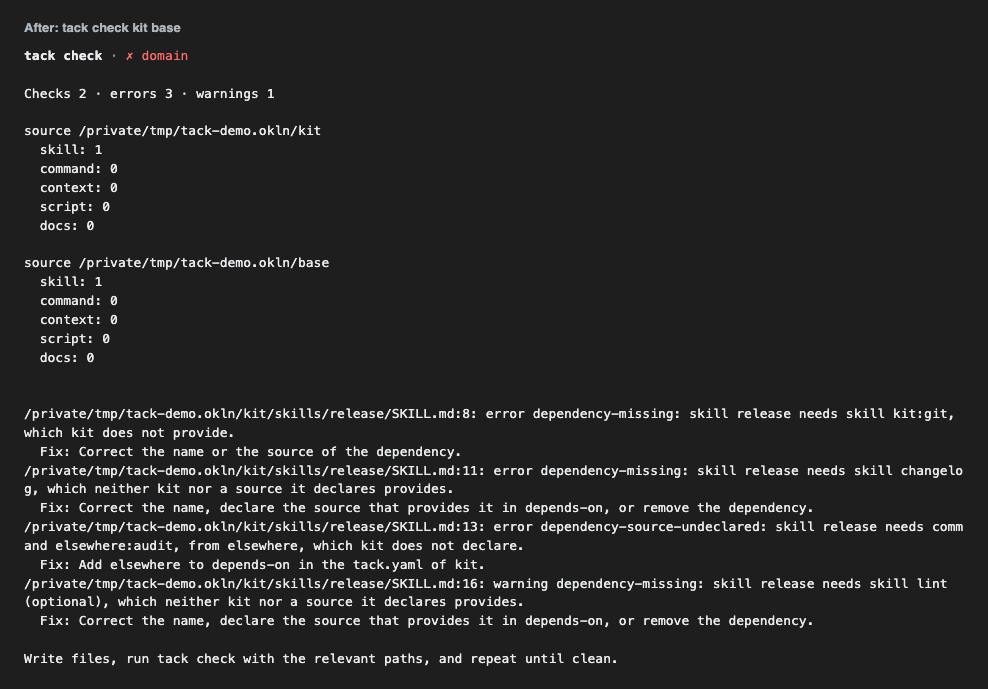 After: tack check kit base
tack check · ✗ domain
Checks 2 · errors 3 · warnings 1
source /private/tmp/tack-demo.okln/kit
skill: 1
command: 0
context: 0
script: 0
docs: 0
source /private/tmp/tack-demo.okln/base
skill: 1
command: 0
context: 0
script: 0
docs: 0
/private/tmp/tack-demo.okln/kit/skills/release/SKILL.md:8: error dependency-missing: skill release needs skill kit:git,
which kit does not provide.
Fix: Correct the name or the source of the dependency.
/private/tmp/tack-demo.okln/kit/skills/release/SKILL.md:11: error dependency-missing: skill release needs skill changelo
g, which neither kit nor a source it declares provides.
Fix: Correct the name, declare the source that provides it in depends-on, or remove the dependency.
/private/tmp/tack-demo.okln/kit/skills/release/SKILL.md:13: error dependency-source-undeclared: skill release needs comm
and elsewhere:audit, from elsewhere, which kit does not declare.
Fix: Add elsewhere to depends-on in the tack.yaml of kit.
/private/tmp/tack-demo.okln/kit/skills/release/SKILL.md:16: warning dependency-missing: skill release needs skill lint
(optional), which neither kit nor a source it declares provides.
Fix: Correct the name, declare the source that provides it in depends-on, or remove the dependency.
Write files, run tack check with the relevant paths, and repeat until clean.